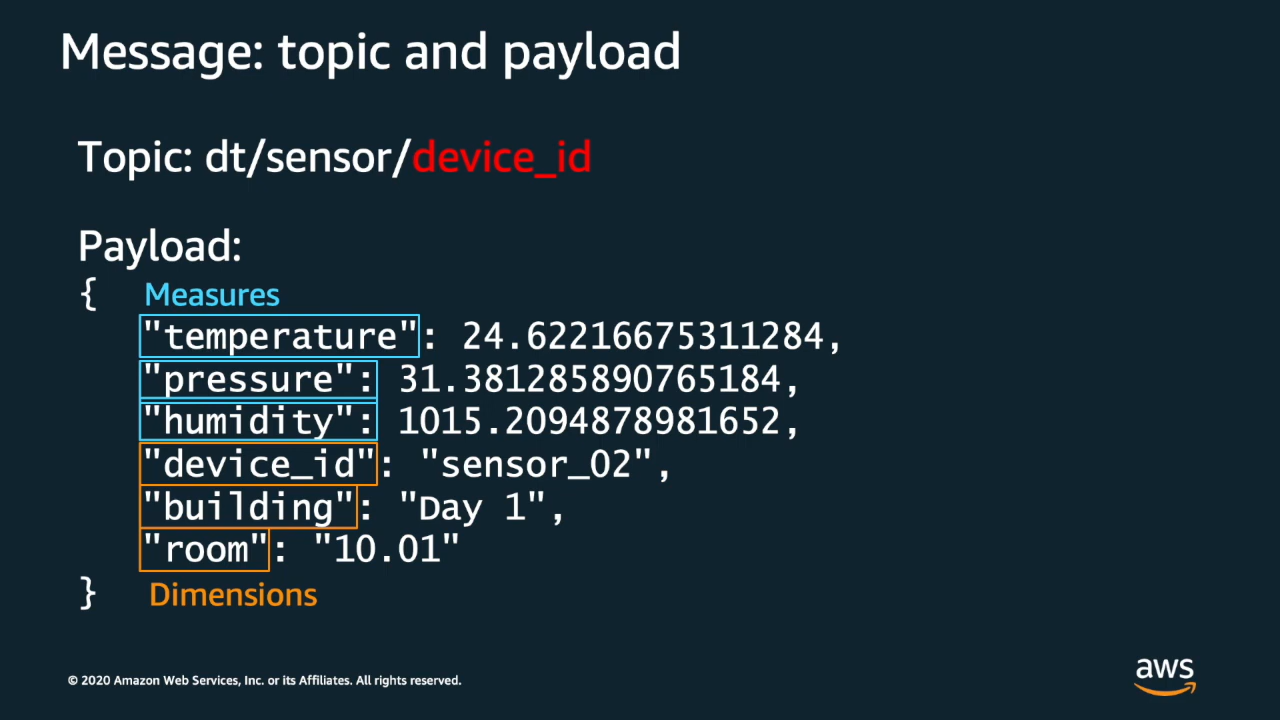 Message: topic and payload
Topic: dt/sensor/device_id
Payload:
{ Measures
"temperature": 24.62216675311284,
"pressure": 31.381285890765184,
"humidity": 1015.2094878981652,
"device_id": "sensor_02",
"building": "Day 1",
"room": "10.01"
} Dimensions
© 2020 Amazon Web Services, Inc. or its Affiliates. All rights reserved.
aws